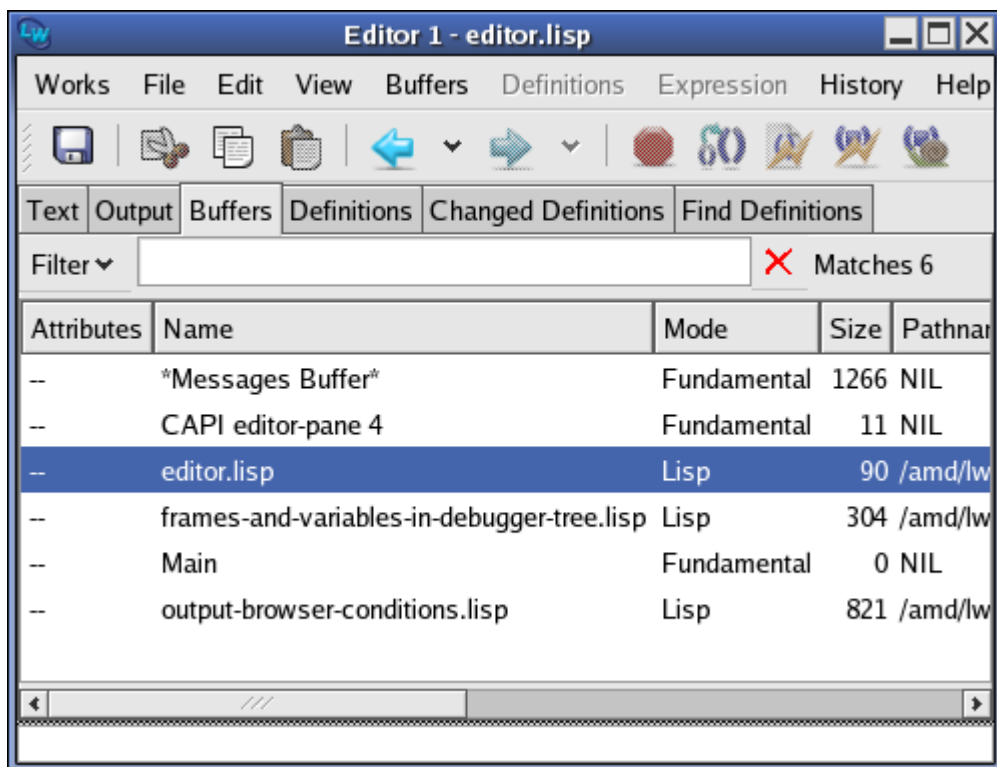 LW Editor 1 - editor.lisp
Works File Edit View Buffers Definitions Expression History Help
Text Output Buffers Definitions Changed Definitions Find Definitions
Filter Matches 6
Attributes Name Mode Size Pathnar
-- *Messages Buffer* Fundamental 1266 NIL
-- CAPI editor-pane 4 Fundamental 11 NIL
-- editor.lisp Lisp 90 /amd/lw
-- frames-and-variables-in-debugger-tree.lisp Lisp 304 /amd/lw
-- Main Fundamental 0 NIL
-- output-browser-conditions.lisp Lisp 821 /amd/lw